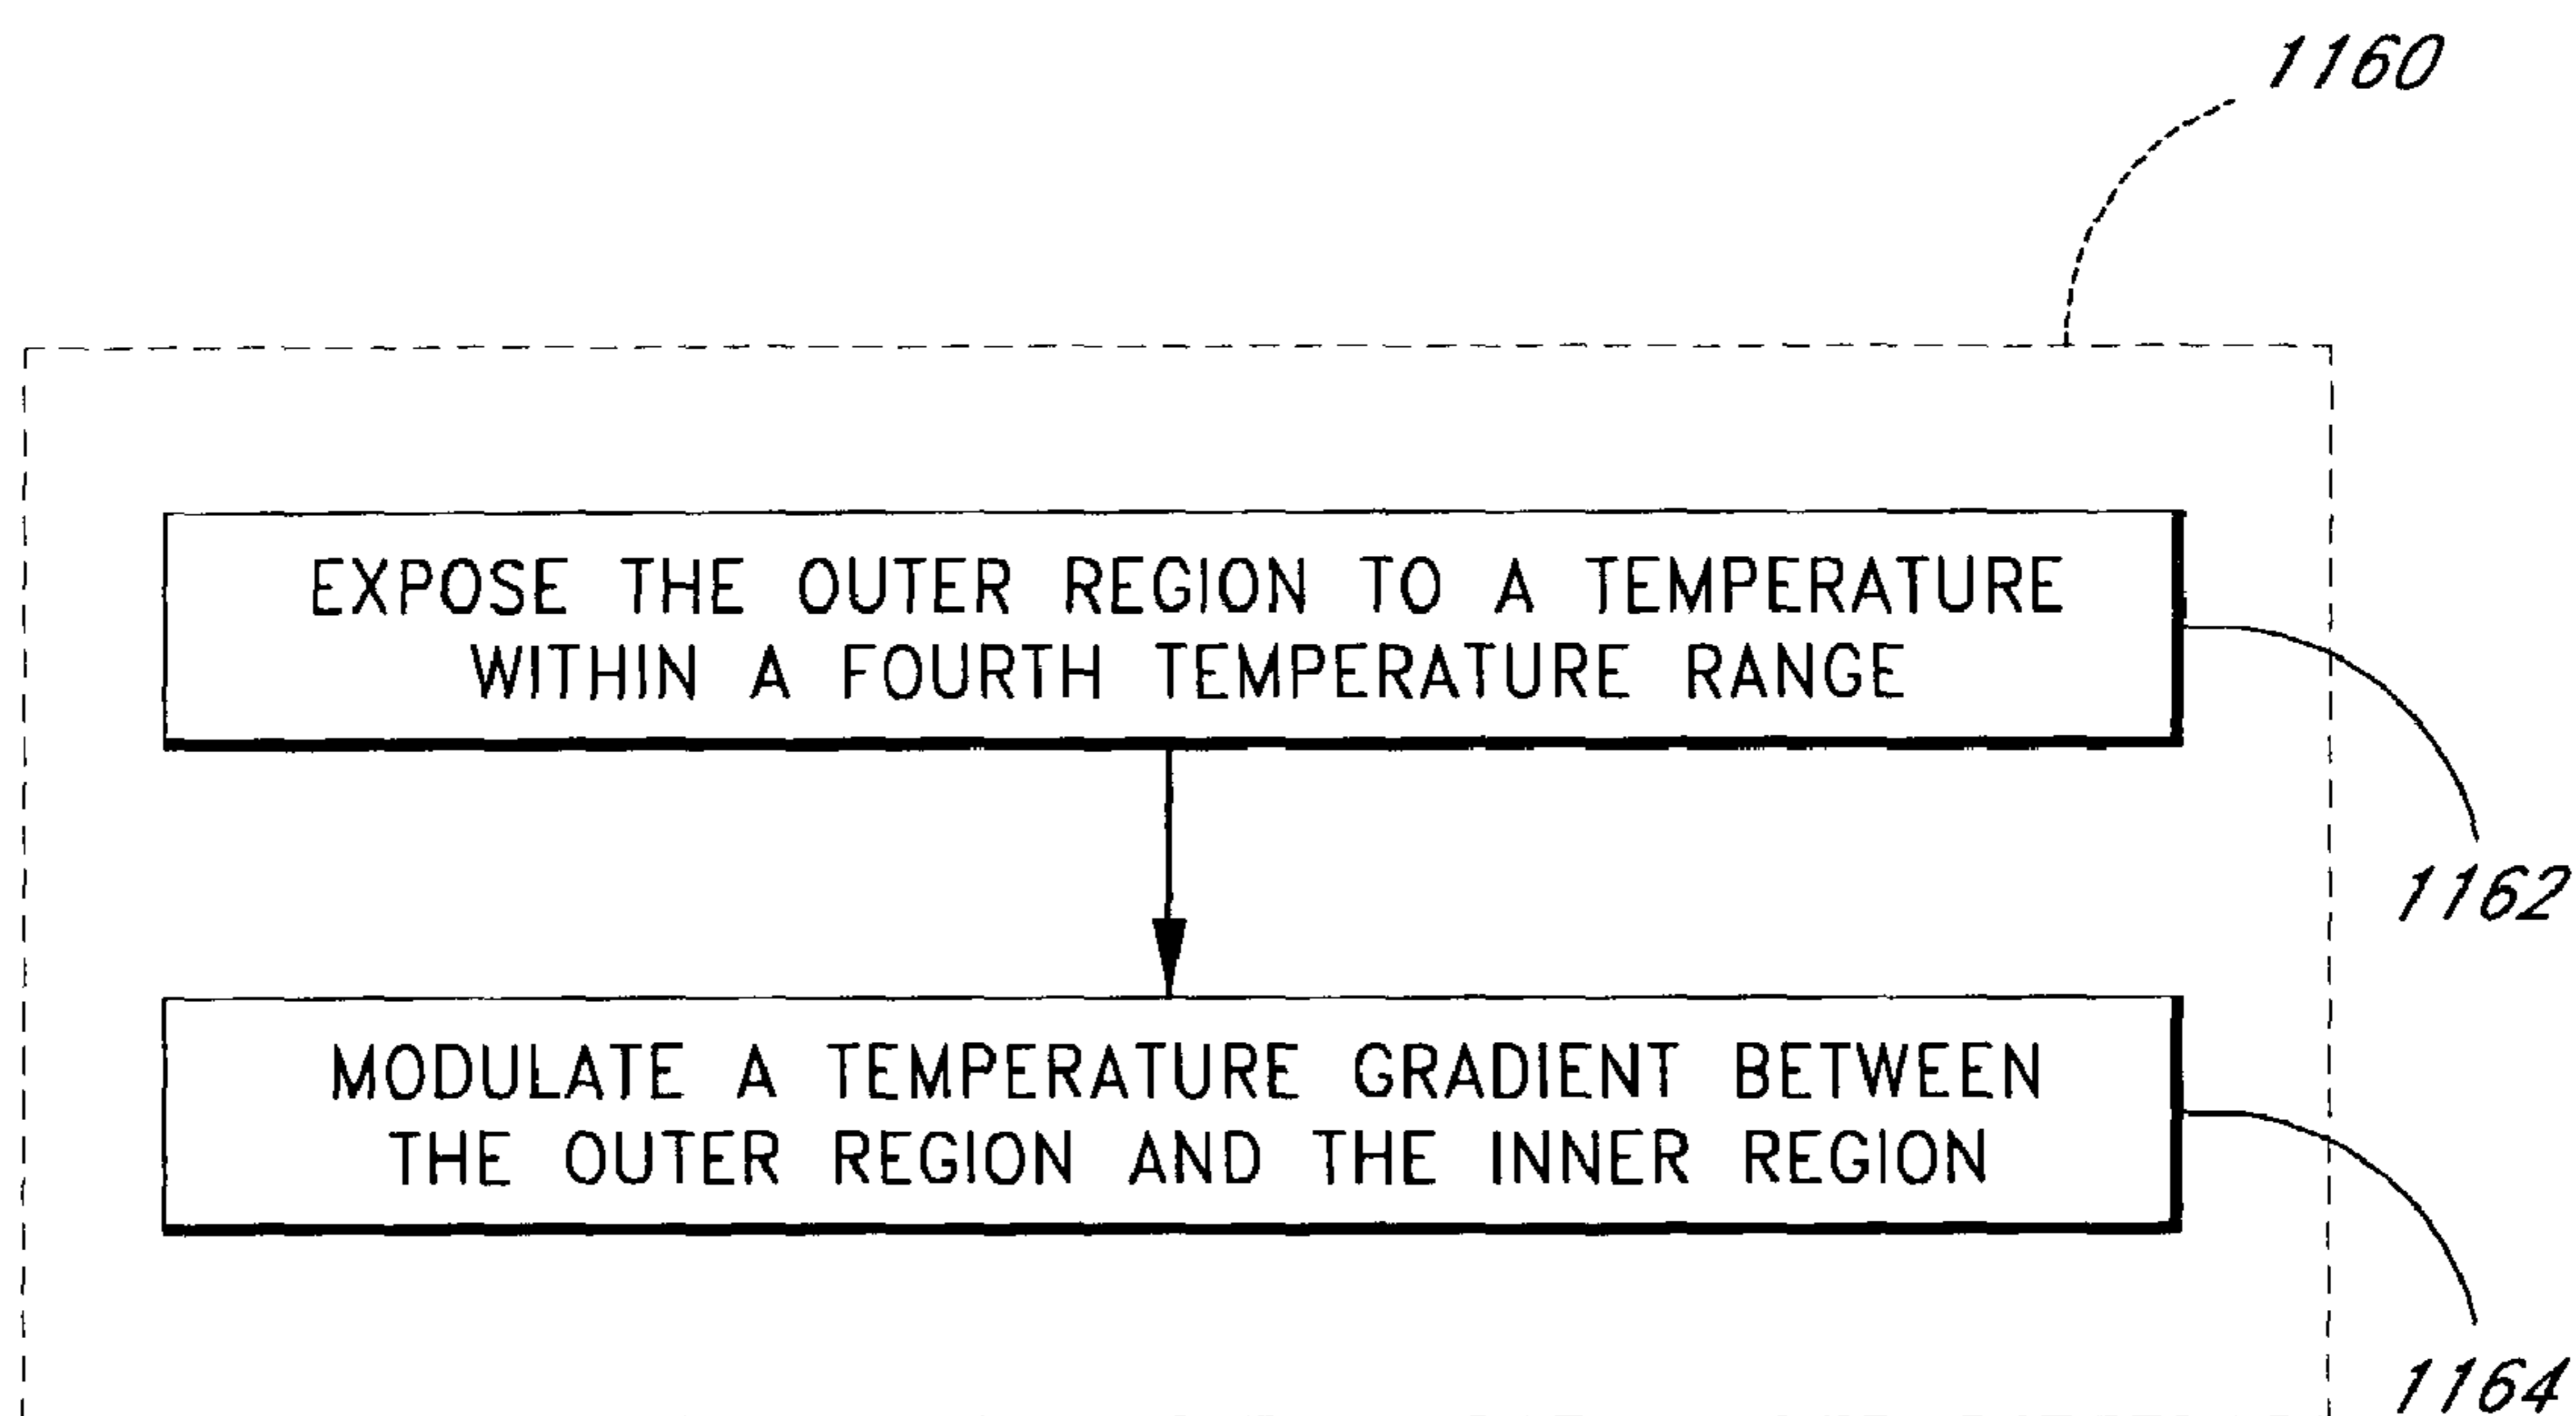 1160
EXPOSE THE OUTER REGION TO A TEMPERATURE
WITHIN A FOURTH TEMPERATURE RANGE
1162
MODULATE A TEMPERATURE GRADIENT BETWEEN
THE OUTER REGION AND THE INNER REGION
1164